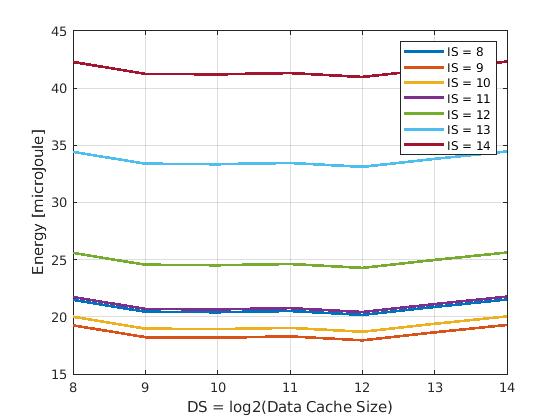 45
40
35
30
25
20
15
Energy [microJoule]
8 9 10 11 12 13 14
DS = log2(Data Cache Size)
IS = 8
IS = 9
IS = 10
IS = 11
IS = 12
IS = 13
IS = 14